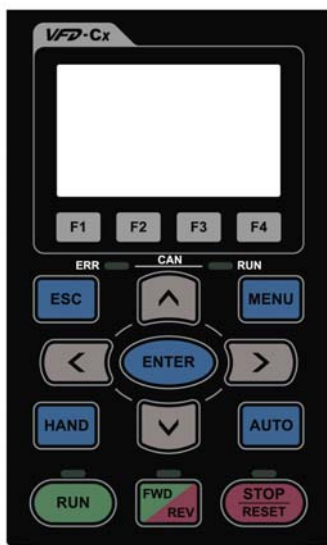 VFD-Cx
F1 F2 F3 F4
ERR CAN RUN
ESC MENU
ENTER
HAND AUTO
RUN FWD REV STOP RESET